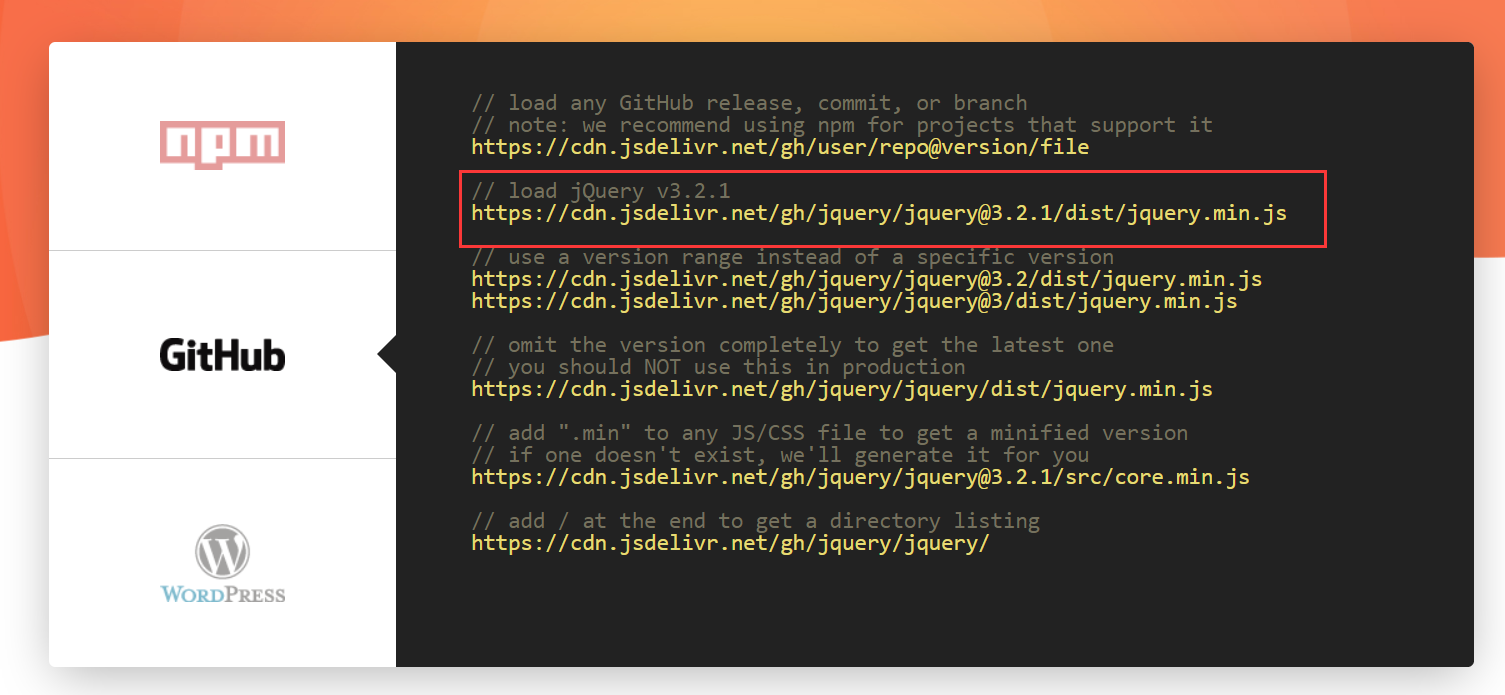 npm
GitHub
WORDPRESS
// load any GitHub release, commit, or branch
// note: we recommend using npm for projects that support it
https://cdn.jsdelivr.net/gh/user/repo@version/file
// load jQuery v3.2.1
https://cdn.jsdelivr.net/gh/jquery/jquery@3.2.1/dist/jquery.min.js
// use a version range instead of a specific version
https://cdn.jsdelivr.net/gh/jquery/jquery@3.2/dist/jquery.min.js
https://cdn.jsdelivr.net/gh/jquery/jquery@3/dist/jquery.min.js
// omit the version completely to get the latest one
// you should NOT use this in production
https://cdn.jsdelivr.net/gh/jquery/jquery/dist/jquery.min.js
// add ".min" to any JS/CSS file to get a minified version
// if one doesn't exist, we'll generate it for you
https://cdn.jsdelivr.net/gh/jquery/jquery@3.2.1/src/core.min.js
// add / at the end to get a directory listing
https://cdn.jsdelivr.net/gh/jquery/jquery/